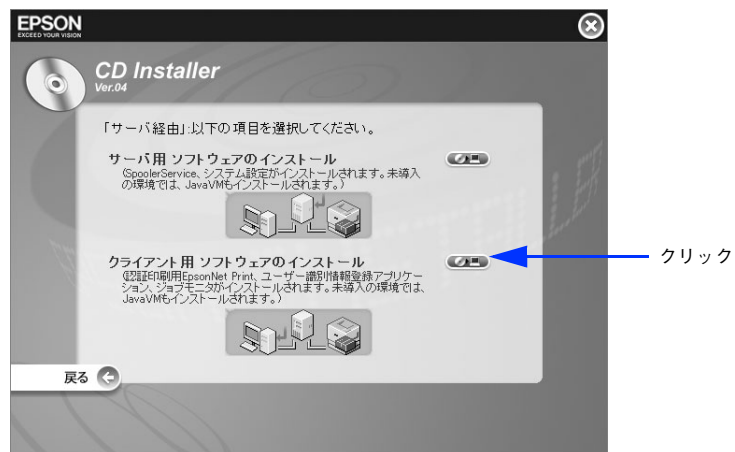 EPSON
EXCEED YOUR VISION
CD Installer
Ver.04
「サーバ経由」:以下の項目を選択してください。
サーバ用 ソフトウェアのインストール
(SpoolerService、システム設定がインストールされます。未導入
の環境では、JavaVMもインストールされます。)
クライアント用 ソフトウェアのインストール
(認証印刷用EpsonNet Print、ユーザー識別情報登録アプリケー
ション、ジョブモニタがインストールされます。未導入の環境では、
JavaVMもインストールされます。)
クリック
戻る